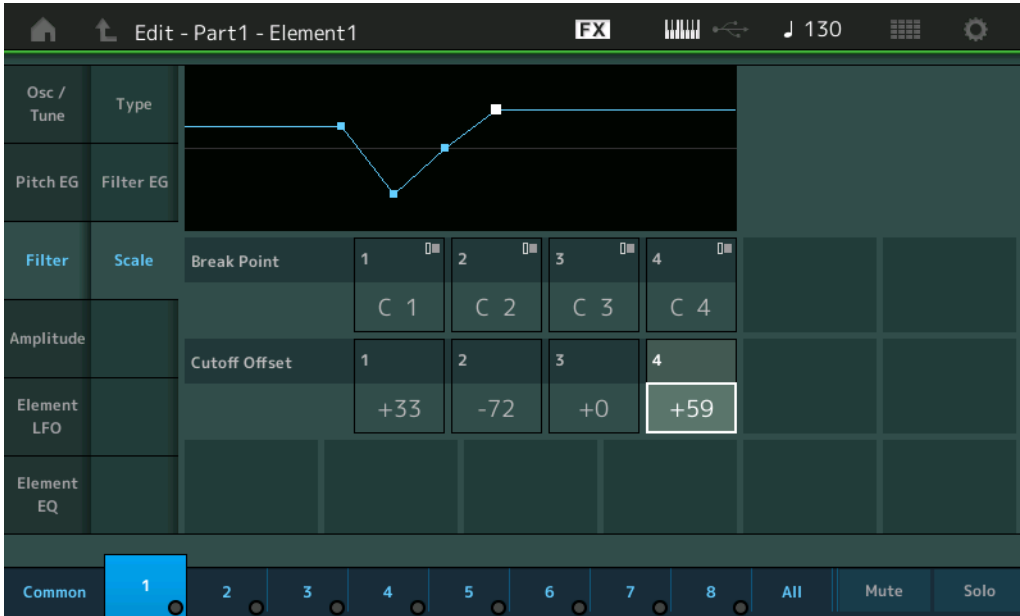 Edit - Part1 - Element1 FX ♩ 130
Osc /
Tune
Type
Pitch EG
Filter EG
Filter
Scale
Amplitude
Element
LFO
Element
EQ
Break Point
1 2 3 4
C 1 C 2 C 3 C 4
Cutoff Offset
1 2 3 4
+33 -72 +0 +59
Common 1 2 3 4 5 6 7 8 All Mute Solo